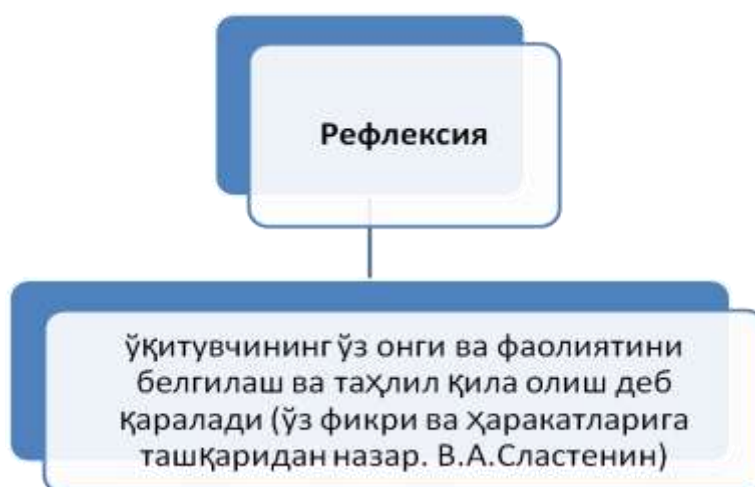 Рефлексия
ўқитувчининг ўз онги ва фаолиятини
белгилаш ва таҳлил қила олиш деб
қаралади (ўз фикри ва ҳаракатларига
ташқаридан назар. В.А.Сластенин)